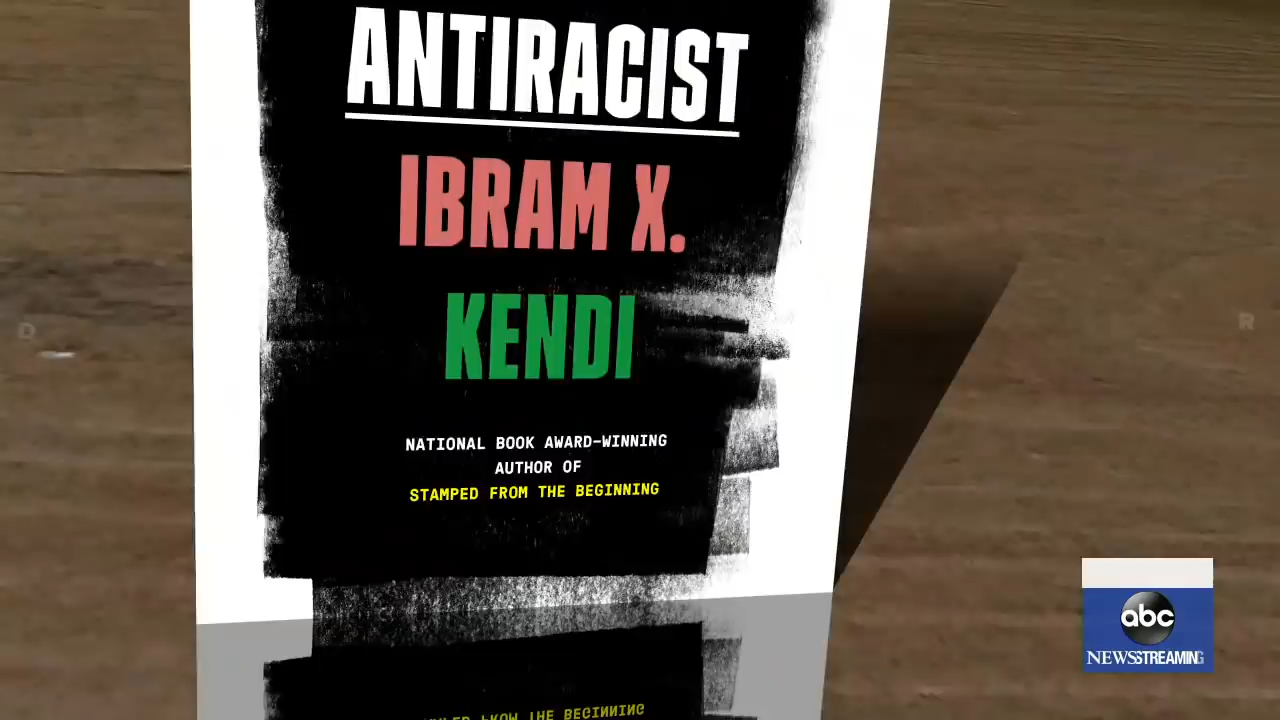 ANTIRACIST
IBRAM X.
KENDI
NATIONAL BOOK AWARD-WINNING
AUTHOR OF
STAMPED FROM THE BEGINNING
D
R
abc
NEWS STREAMING